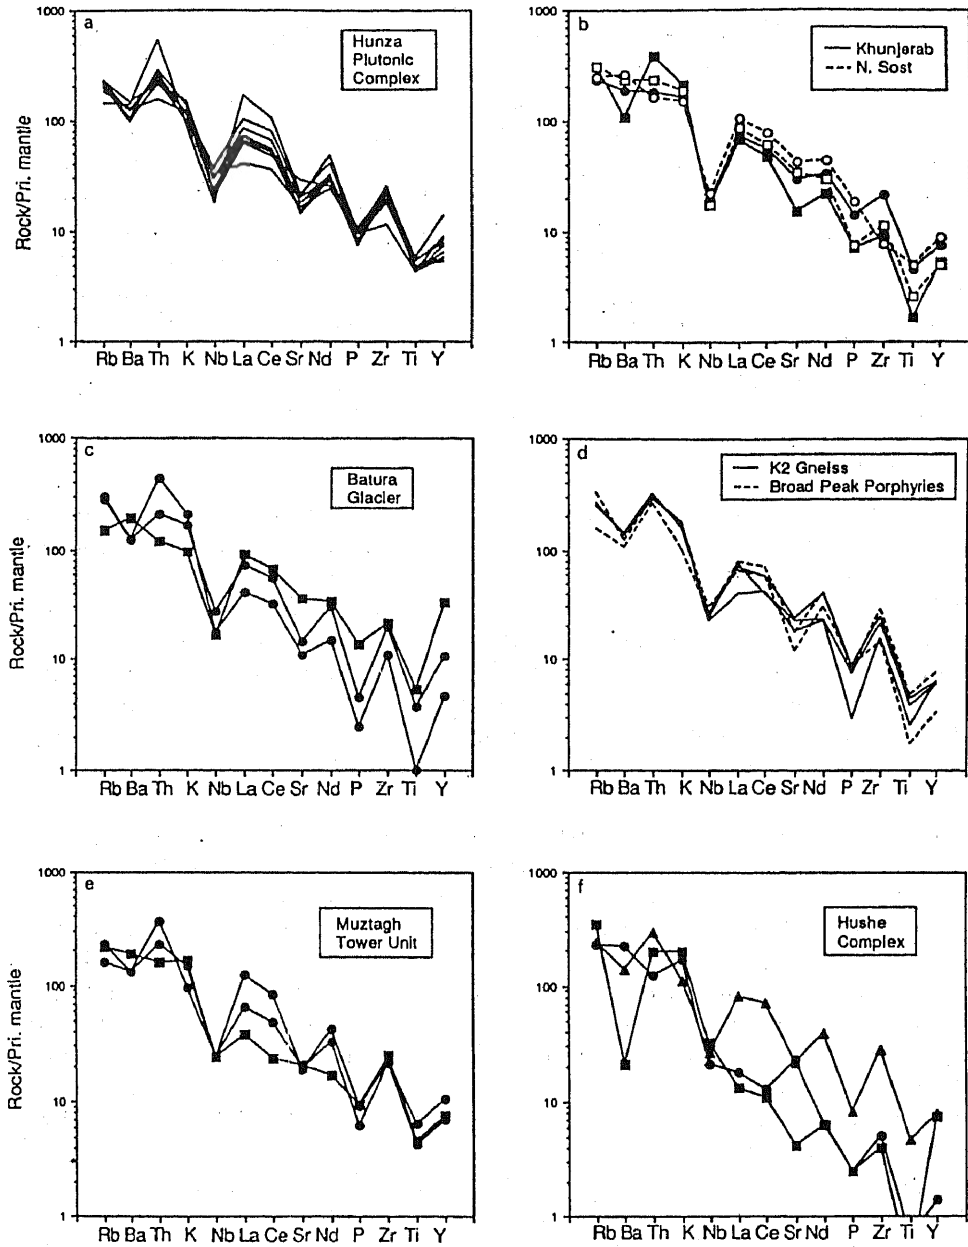 a
Hunza
Plutonic
Complex
Rock/Pri. mantle
1000
100
10
1
Rb Ba Th K Nb La Ce Sr Nd P Zr Ti Y
b
Khunjerab
N. Sost
1000
100
10
1
Rb Ba Th K Nb La Ce Sr Nd P Zr Ti Y
c
Batura
Glacier
Rock/Pri. mantle
1000
100
10
1
Rb Ba Th K Nb La Ce Sr Nd P Zr Ti Y
d
K2 Gneiss
Broad Peak Porphyries
1000
100
10
1
Rb Ba Th K Nb La Ce Sr Nd P Zr Ti Y
e
Muztagh
Tower Unit
Rock/Pri. mantle
1000
100
10
1
Rb Ba Th K Nb La Ce Sr Nd P Zr Ti Y
f
Hushe
Complex
1000
100
10
1
Rb Ba Th K Nb La Ce Sr Nd P Zr Ti Y